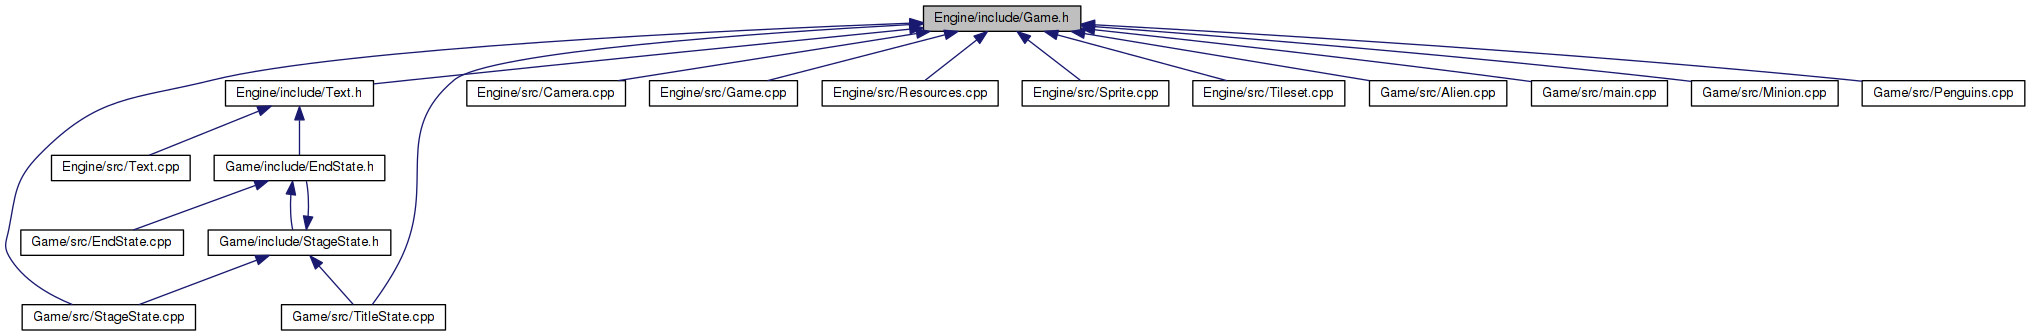 Engine/include/Game.h
Engine/include/Text.h
Engine/src/Camera.cpp
Engine/src/Game.cpp
Engine/src/Resources.cpp
Engine/src/Sprite.cpp
Engine/src/Tileset.cpp
Game/src/Alien.cpp
Game/src/main.cpp
Game/src/Minion.cpp
Game/src/Penguins.cpp
Engine/src/Text.cpp
Game/include/EndState.h
Game/src/EndState.cpp
Game/include/StageState.h
Game/src/StageState.cpp
Game/src/TitleState.cpp